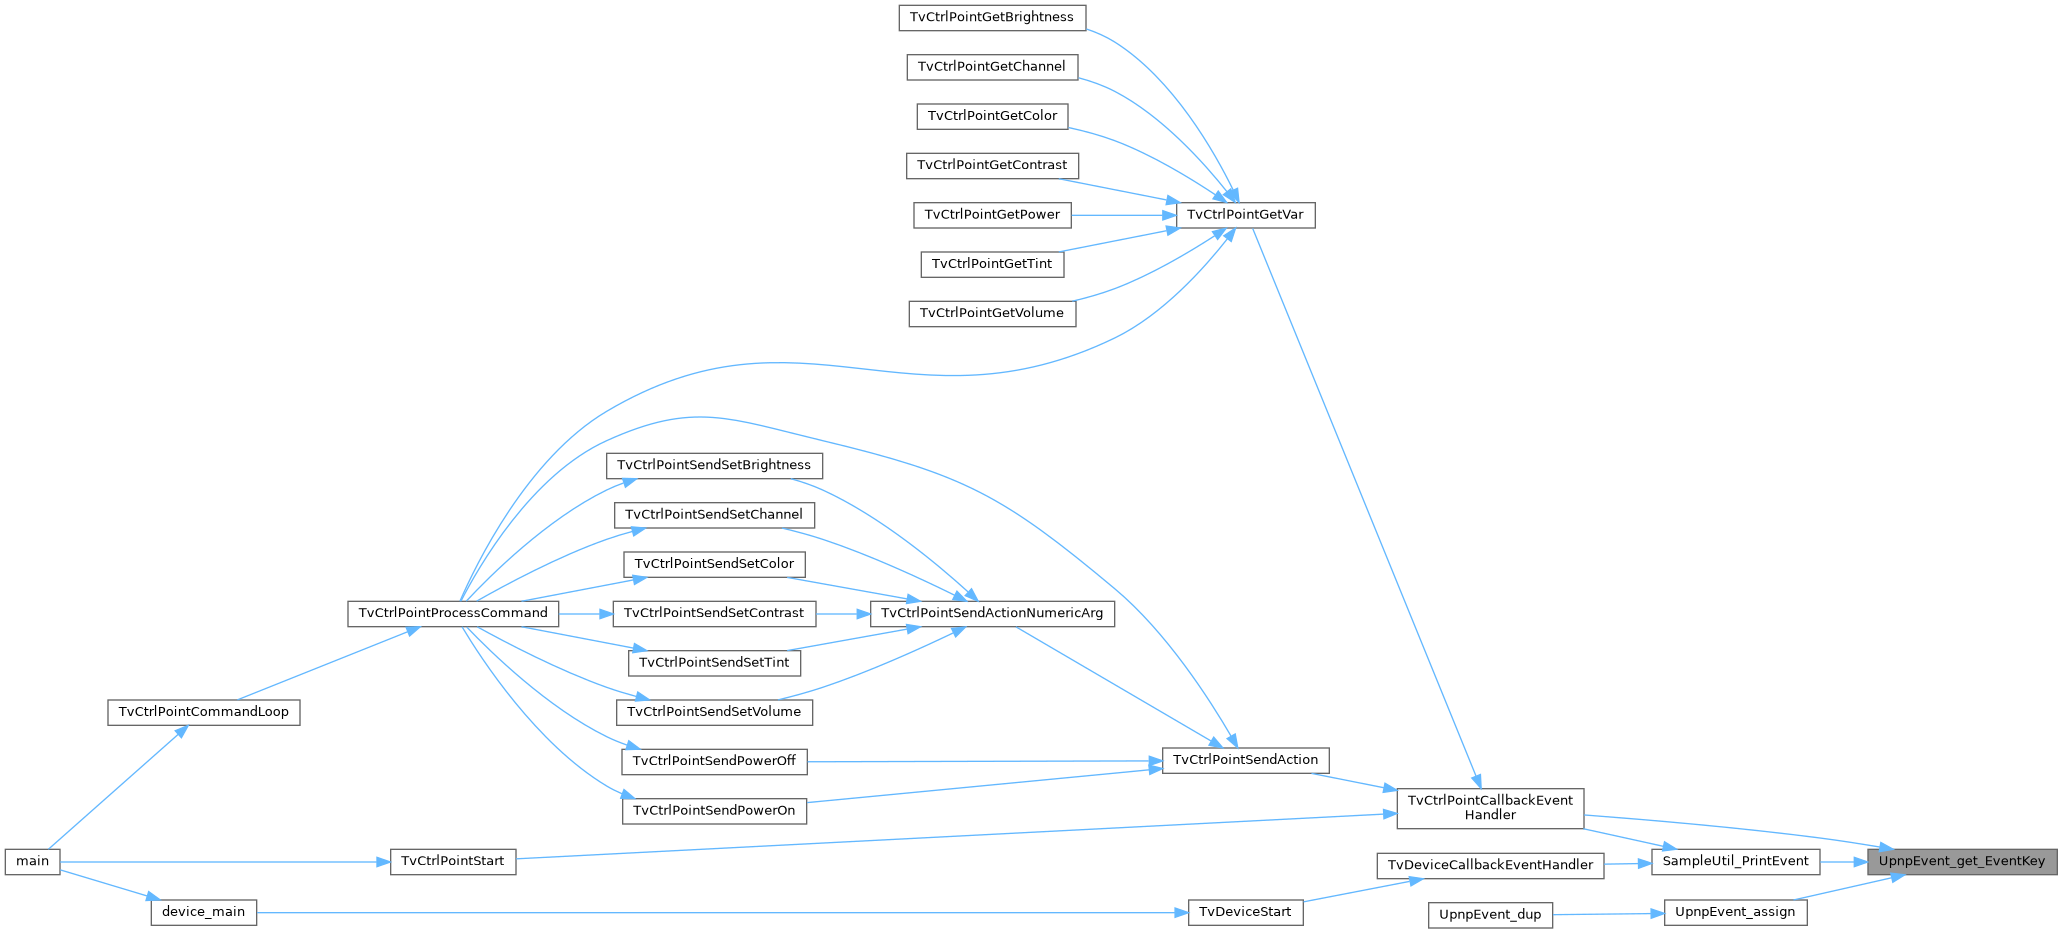 TvCtrlPointGetBrightness
TvCtrlPointGetChannel
TvCtrlPointGetColor
TvCtrlPointGetContrast
TvCtrlPointGetPower
TvCtrlPointGetVar
TvCtrlPointGetTint
TvCtrlPointGetVolume
TvCtrlPointSendSetBrightness
TvCtrlPointSendSetChannel
TvCtrlPointSendSetColor
TvCtrlPointProcessCommand
TvCtrlPointSendSetContrast
TvCtrlPointSendActionNumericArg
TvCtrlPointSendSetTint
TvCtrlPointCommandLoop
TvCtrlPointSendSetVolume
TvCtrlPointSendPowerOff
TvCtrlPointSendAction
TvCtrlPointSendPowerOn
TvCtrlPointCallbackEvent
Handler
main
TvCtrlPointStart
TvDeviceCallbackEventHandler
SampleUtil_PrintEvent
UpnpEvent_get_EventKey
device_main
TvDeviceStart
UpnpEvent_dup
UpnpEvent_assign